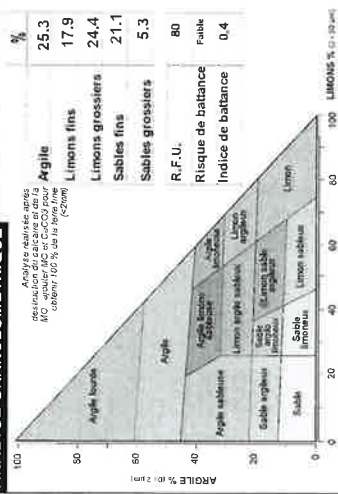 Analyse réalisée après
destruction du calcaire et de la
MO : ajouter MO et CaCO3 pour
obtenir 100 % de la terre fine
(<2mm)
%
Argile 25.3
Limons fins 17.9
Limons grossiers 24.4
Sables fins 21.1
Sables grossiers 5.3
R.F.U. 80
Risque de battance Faible
Indice de battance 0.4
ARGILE % (0 à 2 µm)
100
80
60
40
20
0
Argile lourde
Argile
Argile limono sableuse
Argile limoneuse
Argile sableuse
Limon argilo sableux
Limon argileux
Sable argileux
Sable argilo limoneux
Limon sablo argileux
Limon
Sable
Sable limoneux
Limon sableux
0 20 40 60 80 100
LIMONS % (2 à 50 µm)